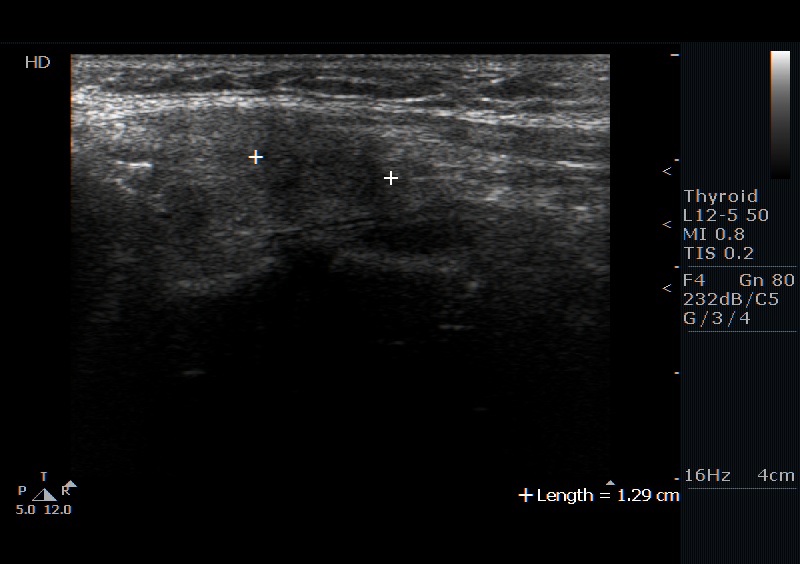 HD
Thyroid
L12-5 50
MI 0.8
TIS 0.2
F4 Gn 80
232dB/C5
G/3/4
16Hz 4cm
T
P R
5.0 12.0
+ Length = 1.29 cm